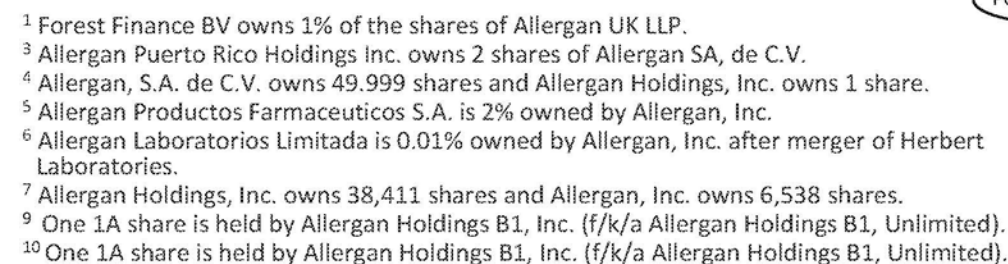 ¹ Forest Finance BV owns 1% of the shares of Allergan UK LLP.
³ Allergan Puerto Rico Holdings Inc. owns 2 shares of Allergan SA, de C.V.
⁴ Allergan, S.A. de C.V. owns 49.999 shares and Allergan Holdings, Inc. owns 1 share.
⁵ Allergan Productos Farmaceuticos S.A. is 2% owned by Allergan, Inc.
⁶ Allergan Laboratorios Limitada is 0.01% owned by Allergan, Inc. after merger of Herbert
Laboratories.
⁷ Allergan Holdings, Inc. owns 38,411 shares and Allergan, Inc. owns 6,538 shares.
⁹ One 1A share is held by Allergan Holdings B1, Inc. (f/k/a Allergan Holdings B1, Unlimited).
¹⁰ One 1A share is held by Allergan Holdings B1, Inc. (f/k/a Allergan Holdings B1, Unlimited).